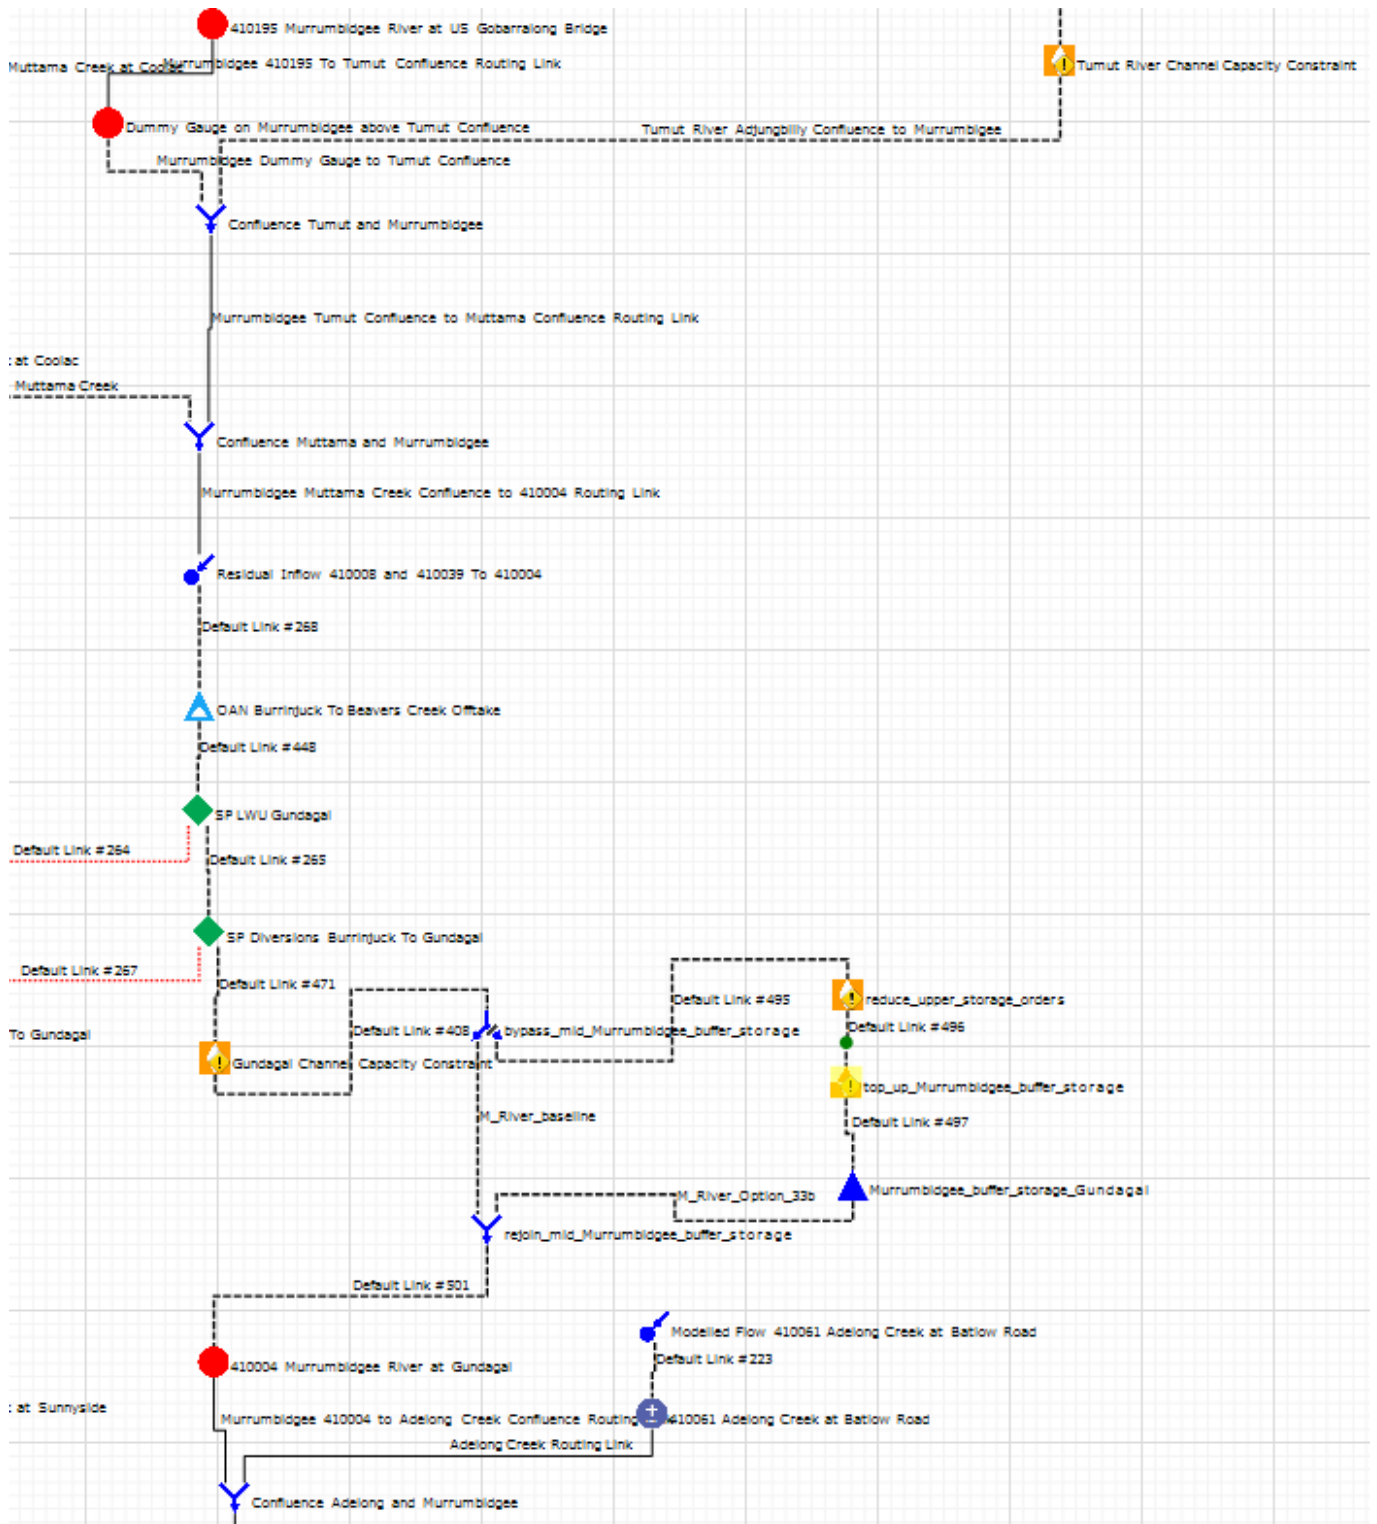 410195 Murrumbidgee River at US Gobarralong Bridge
Muttama Creek at Coolac
Murrumbidgee 410195 To Tumut Confluence Routing Link
Tumut River Channel Capacity Constraint
Dummy Gauge on Murrumbidgee above Tumut Confluence
Tumut River Adjungbilly Confluence to Murrumbigee
Murrumbidgee Dummy Gauge to Tumut Confluence
Confluence Tumut and Murrumbidgee
Murrumbidgee Tumut Confluence to Muttama Confluence Routing Link
at Coolac
Muttama Creek
Confluence Muttama and Murrumbidgee
Murrumbidgee Muttama Creek Confluence to 410004 Routing Link
Residual Inflow 410008 and 410039 To 410004
Default Link #268
OAN Burrinjuck To Beavers Creek Offtake
Default Link #448
SP LWU Gundagai
Default Link #264
Default Link #265
SP Diversions Burrinjuck To Gundagai
Default Link #267
Default Link #471
Default Link #495
reduce_upper_storage_orders
Default Link #496
To Gundagai
Default Link #408
bypass_mid_Murrumbidgee_buffer_storage
Gundagai Channel Capacity Constraint
top_up_Murrumbidgee_buffer_storage
M_River_baseline
Default Link #497
Murrumbidgee_buffer_storage_Gundagai
M_River_Option_33b
rejoin_mid_Murrumbidgee_buffer_storage
Default Link #501
Modelled Flow 410061 Adelong Creek at Batlow Road
Default Link #223
410004 Murrumbidgee River at Gundagai
at Sunnyside
Murrumbidgee 410004 to Adelong Creek Confluence Routing
410061 Adelong Creek at Batlow Road
Adelong Creek Routing Link
Confluence Adelong and Murrumbidgee